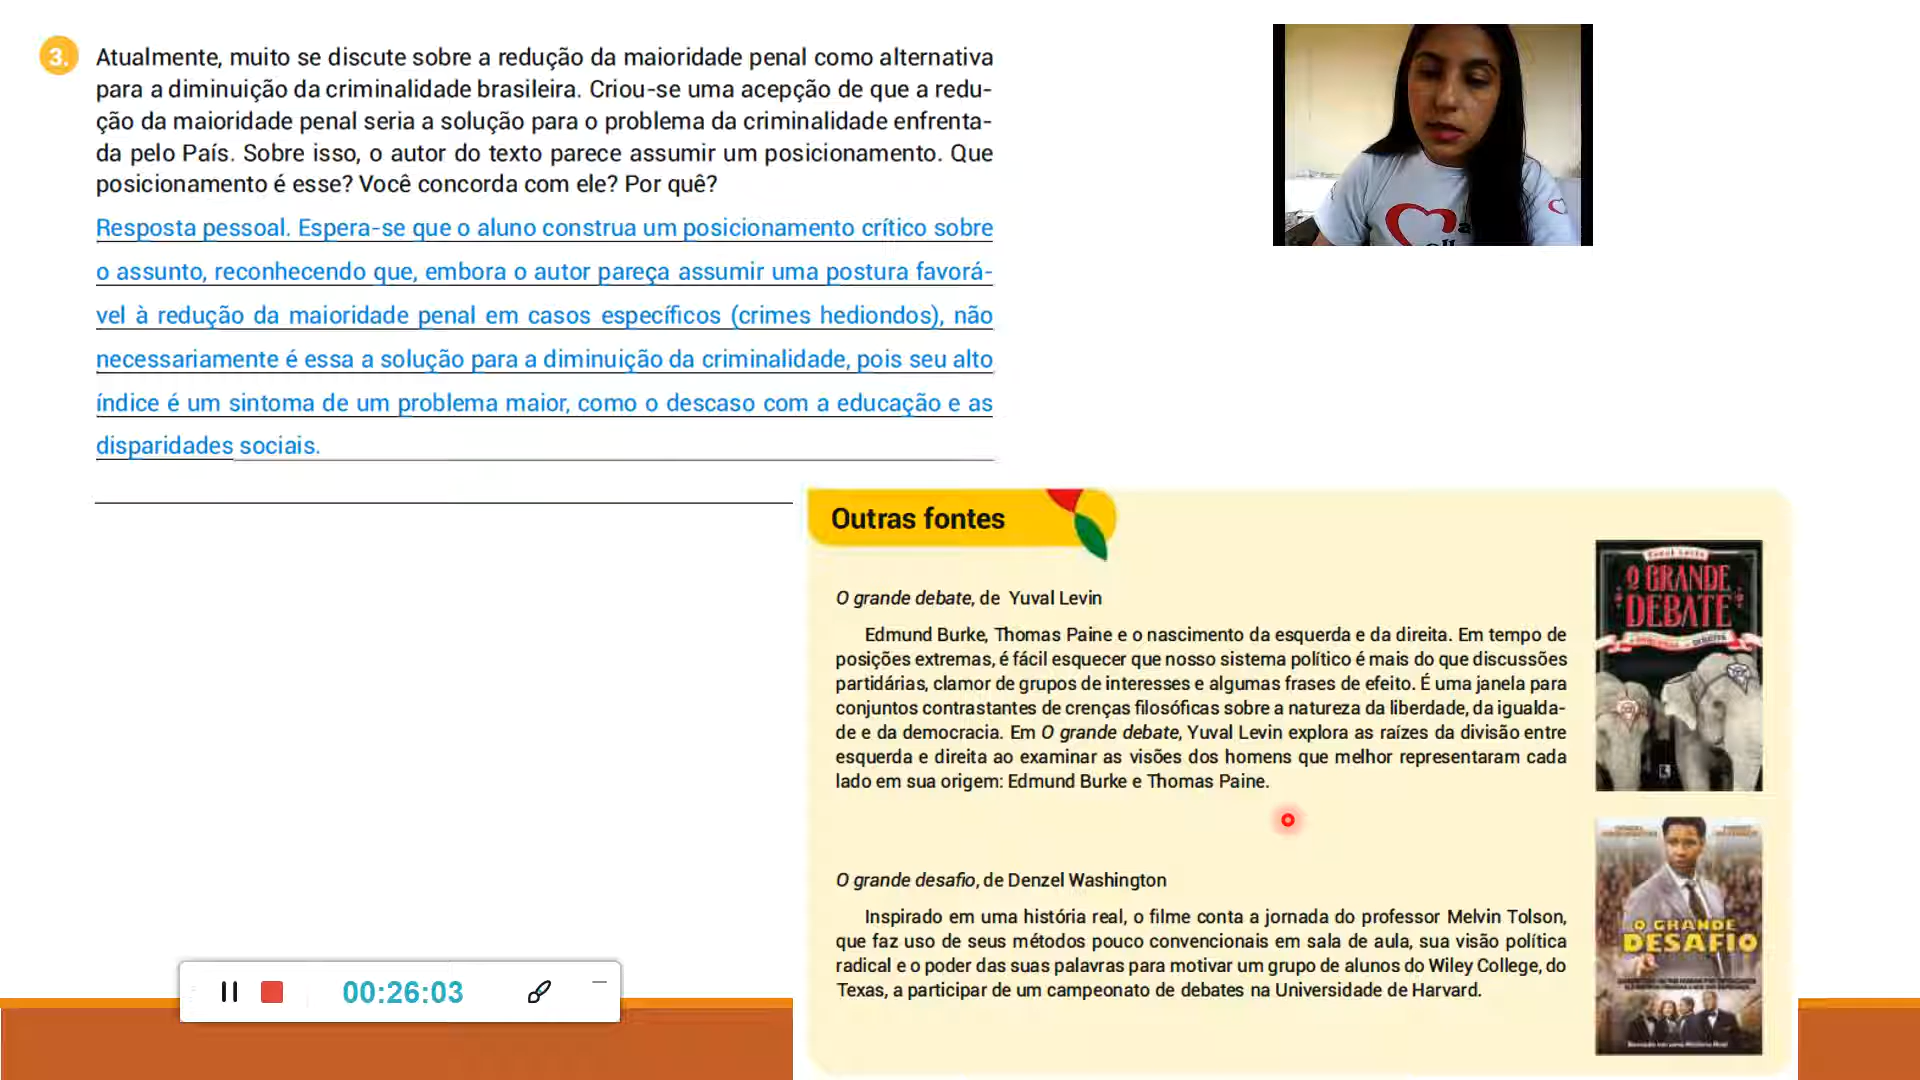 3.
Atualmente, muito se discute sobre a redução da maioridade penal como alternativa
para a diminuição da criminalidade brasileira. Criou-se uma acepção de que a redu-
ção da maioridade penal seria a solução para o problema da criminalidade enfrenta-
da pelo País. Sobre isso, o autor do texto parece assumir um posicionamento. Que
posicionamento é esse? Você concorda com ele? Por quê?
Resposta pessoal. Espera-se que o aluno construa um posicionamento crítico sobre
o assunto, reconhecendo que, embora o autor pareça assumir uma postura favorá-
vel à redução da maioridade penal em casos específicos (crimes hediondos), não
necessariamente é essa a solução para a diminuição da criminalidade, pois seu alto
índice é um sintoma de um problema maior, como o descaso com a educação e as
disparidades sociais.
Outras fontes
O grande debate, de Yuval Levin
Edmund Burke, Thomas Paine e o nascimento da esquerda e da direita. Em tempo de
posições extremas, é fácil esquecer que nosso sistema político é mais do que discussões
partidárias, clamor de grupos de interesses e algumas frases de efeito. É uma janela para
conjuntos contrastantes de crenças filosóficas sobre a natureza da liberdade, da igualda-
de e da democracia. Em O grande debate, Yuval Levin explora as raízes da divisão entre
esquerda e direita ao examinar as visões dos homens que melhor representaram cada
lado em sua origem: Edmund Burke e Thomas Paine.
Yuval Levin
O GRANDE
DEBATE
O grande desafio, de Denzel Washington
Inspirado em uma história real, o filme conta a jornada do professor Melvin Tolson,
que faz uso de seus métodos pouco convencionais em sala de aula, sua visão política
radical e o poder das suas palavras para motivar um grupo de alunos do Wiley College, do
Texas, a participar de um campeonato de debates na Universidade de Harvard.
O GRANDE
DESAFIO
00:26:03